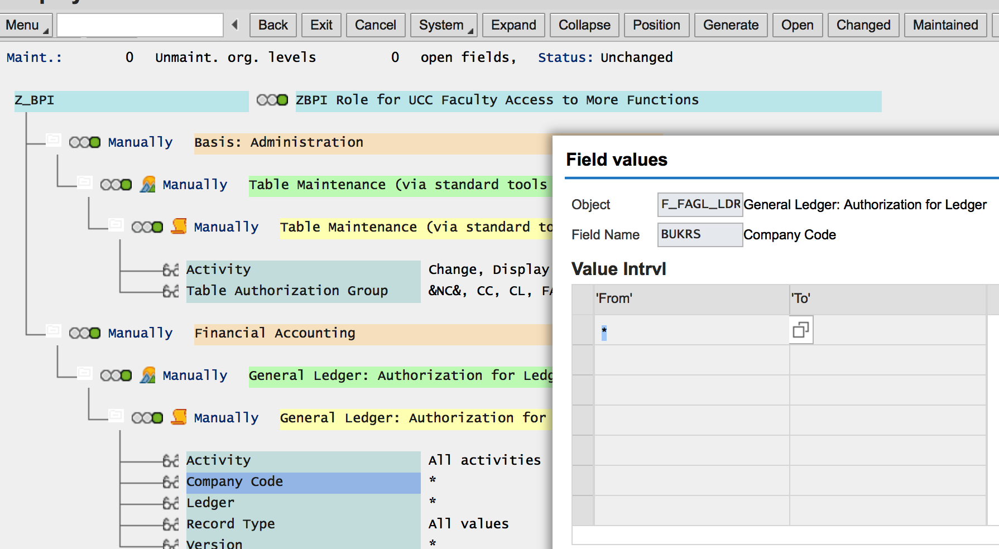 Menu Back Exit Cancel System Expand Collapse Position Generate Open Changed Maintained
Maint.: 0 Unmaint. org. levels 0 open fields, Status: Unchanged
Z_BPI ZBPI Role for UCC Faculty Access to More Functions
Manually Basis: Administration
Manually Table Maintenance (via standard tools
Manually Table Maintenance (via standard to
Activity Change, Display
Table Authorization Group &NC&, CC, CL, FA
Manually Financial Accounting
Manually General Ledger: Authorization for Ledg
Manually General Ledger: Authorization for
Activity All activities
Company Code *
Ledger *
Record Type All values
Version *
Field values
Object F_FAGL_LDR General Ledger: Authorization for Ledger
Field Name BUKRS Company Code
Value Intrvl
'From' 'To'
*